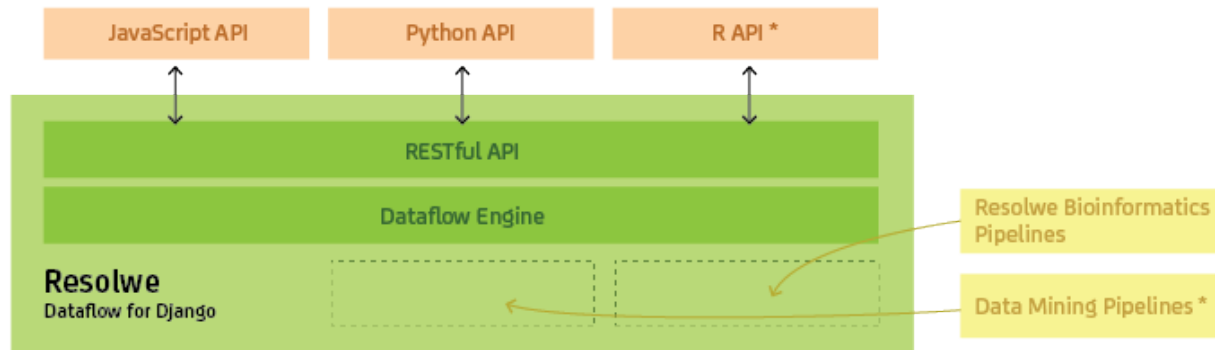 JavaScript API
Python API
R API *
RESTful API
Dataflow Engine
Resolwe
Dataflow for Django
Resolwe Bioinformatics
Pipelines
Data Mining Pipelines *